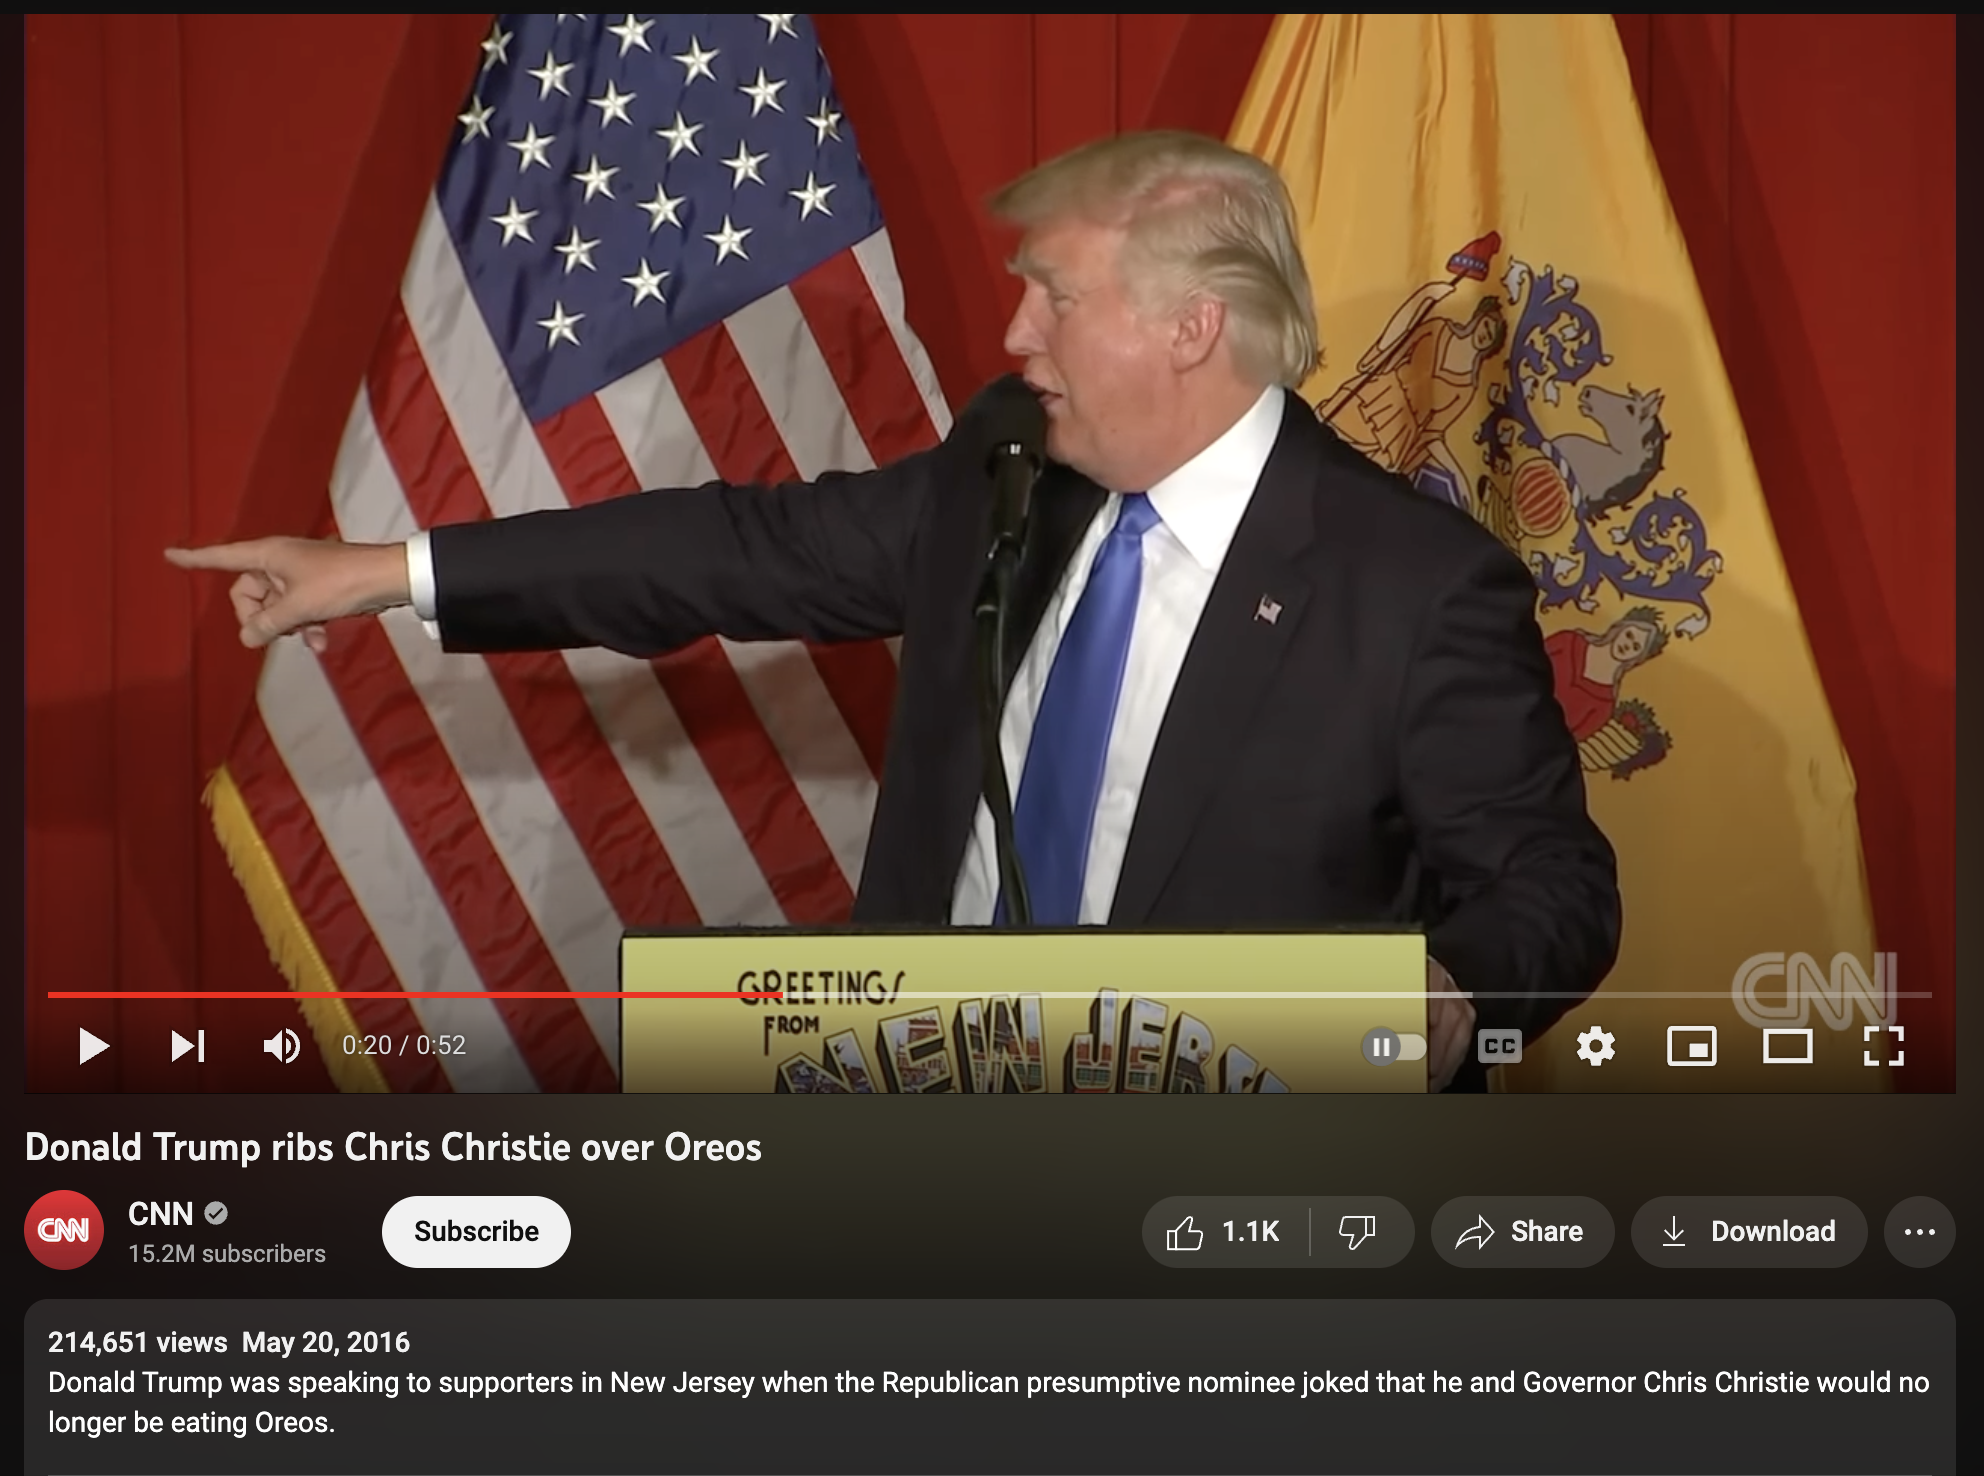 GREETINGS
FROM
NEW JERSEY
CNN
0:20 / 0:52
CC
Donald Trump ribs Chris Christie over Oreos
CNN
CNN
15.2M subscribers
Subscribe
1.1K
Share
Download
214,651 views May 20, 2016
Donald Trump was speaking to supporters in New Jersey when the Republican presumptive nominee joked that he and Governor Chris Christie would no
longer be eating Oreos.